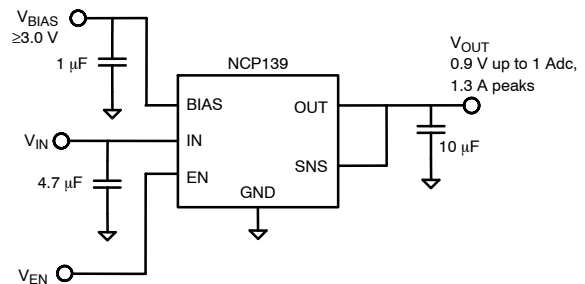 VBIAS
≥3.0 V
1 μF
NCP139
VOUT
0.9 V up to 1 Adc,
1.3 A peaks
BIAS
OUT
VIN
IN
10 μF
4.7 μF
EN
SNS
GND
VEN